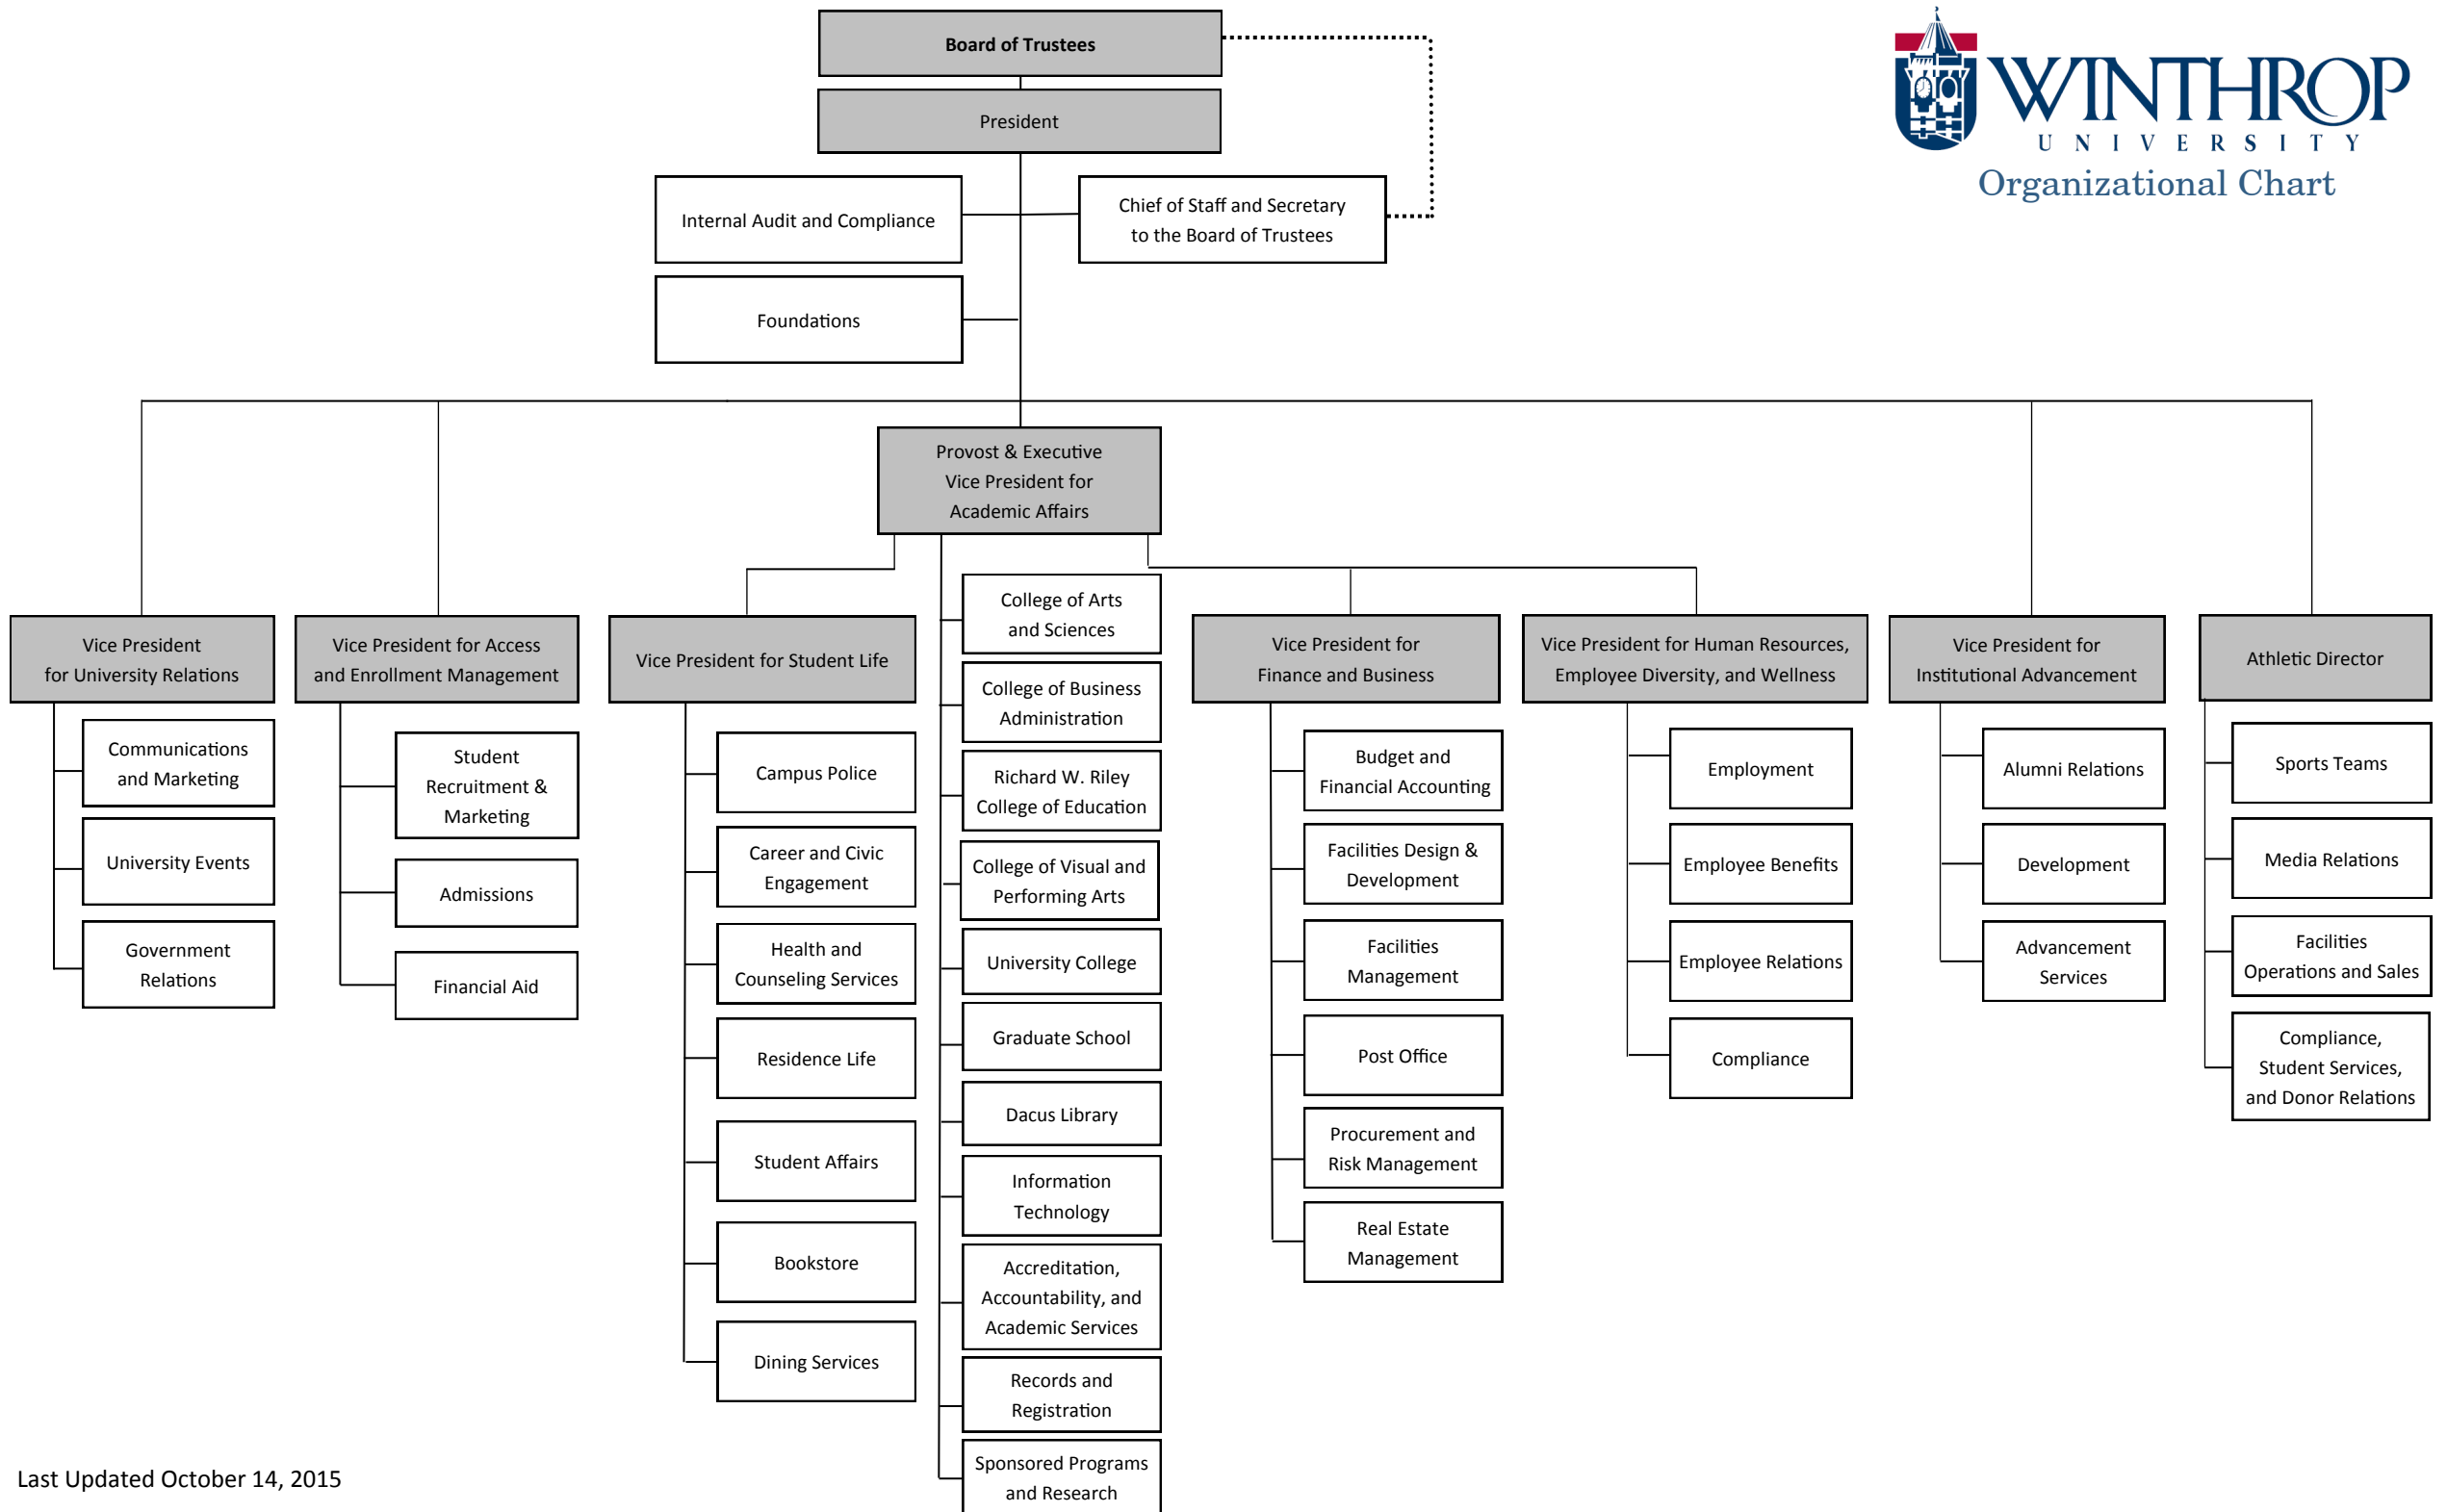 Board of Trustees
WINTHROP
UNIVERSITY
Organizational Chart
President
Internal Audit and Compliance
Chief of Staff and Secretary
to the Board of Trustees
Foundations
Provost & Executive
Vice President for
Academic Affairs
Vice President
for University Relations
Communications
and Marketing
University Events
Government
Relations
Vice President for Access
and Enrollment Management
Student
Recruitment &
Marketing
Admissions
Financial Aid
Vice President for Student Life
Campus Police
Career and Civic
Engagement
Health and
Counseling Services
Residence Life
Student Affairs
Bookstore
Dining Services
College of Arts
and Sciences
College of Business
Administration
Richard W. Riley
College of Education
College of Visual and
Performing Arts
University College
Graduate School
Dacus Library
Information
Technology
Accreditation,
Accountability, and
Academic Services
Records and
Registration
Sponsored Programs
and Research
Vice President for
Finance and Business
Budget and
Financial Accounting
Facilities Design &
Development
Facilities
Management
Post Office
Procurement and
Risk Management
Real Estate
Management
Vice President for Human Resources,
Employee Diversity, and Wellness
Employment
Employee Benefits
Employee Relations
Compliance
Vice President for
Institutional Advancement
Alumni Relations
Development
Advancement
Services
Athletic Director
Sports Teams
Media Relations
Facilities
Operations and Sales
Compliance,
Student Services,
and Donor Relations
Last Updated October 14, 2015